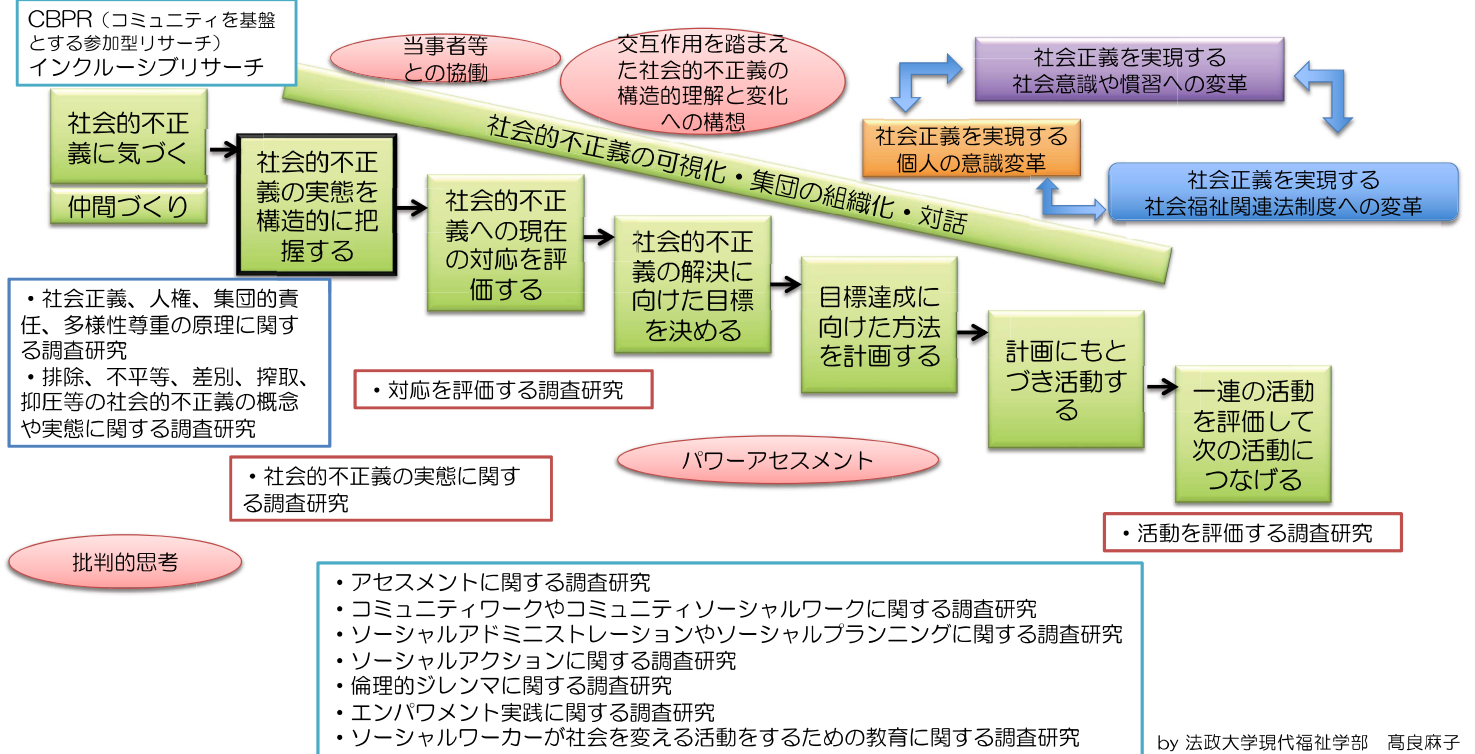 CBPR（コミュニティを基盤
とする参加型リサーチ）
インクルーシブリサーチ
当事者等
との協働
交互作用を踏まえ
た社会的不正義の
構造的理解と変化
への構想
社会正義を実現する
社会意識や慣習への変革
社会正義を実現する
個人の意識変革
社会正義を実現する
社会福祉関連法制度への変革
社会的不正義の可視化・集団の組織化・対話
社会的不正
義に気づく
仲間づくり
社会的不正
義の実態を
構造的に把
握する
社会的不正
義への現在
の対応を評
価する
社会的不正
義の解決に
向けた目標
を決める
目標達成に
向けた方法
を計画する
計画にもと
づき活動す
る
一連の活動
を評価して
次の活動に
つなげる
・社会正義、人権、集団的責
任、多様性尊重の原理に関す
る調査研究
・排除、不平等、差別、搾取、
抑圧等の社会的不正義の概念
や実態に関する調査研究
・対応を評価する調査研究
パワーアセスメント
・社会的不正義の実態に関す
る調査研究
・活動を評価する調査研究
批判的思考
・アセスメントに関する調査研究
・コミュニティワークやコミュニティソーシャルワークに関する調査研究
・ソーシャルアドミニストレーションやソーシャルプランニングに関する調査研究
・ソーシャルアクションに関する調査研究
・倫理的ジレンマに関する調査研究
・エンパワメント実践に関する調査研究
・ソーシャルワーカーが社会を変える活動をするための教育に関する調査研究
by 法政大学現代福祉学部　髙良麻子